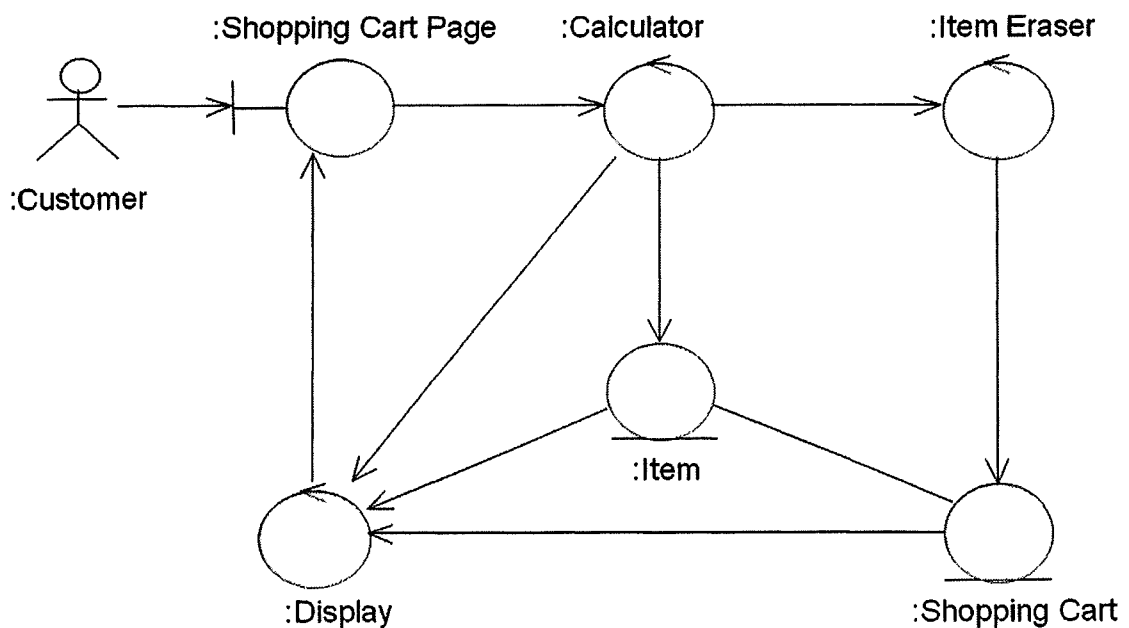 :Shopping Cart Page
:Calculator
:Item Eraser
:Customer
:Item
:Display
:Shopping Cart